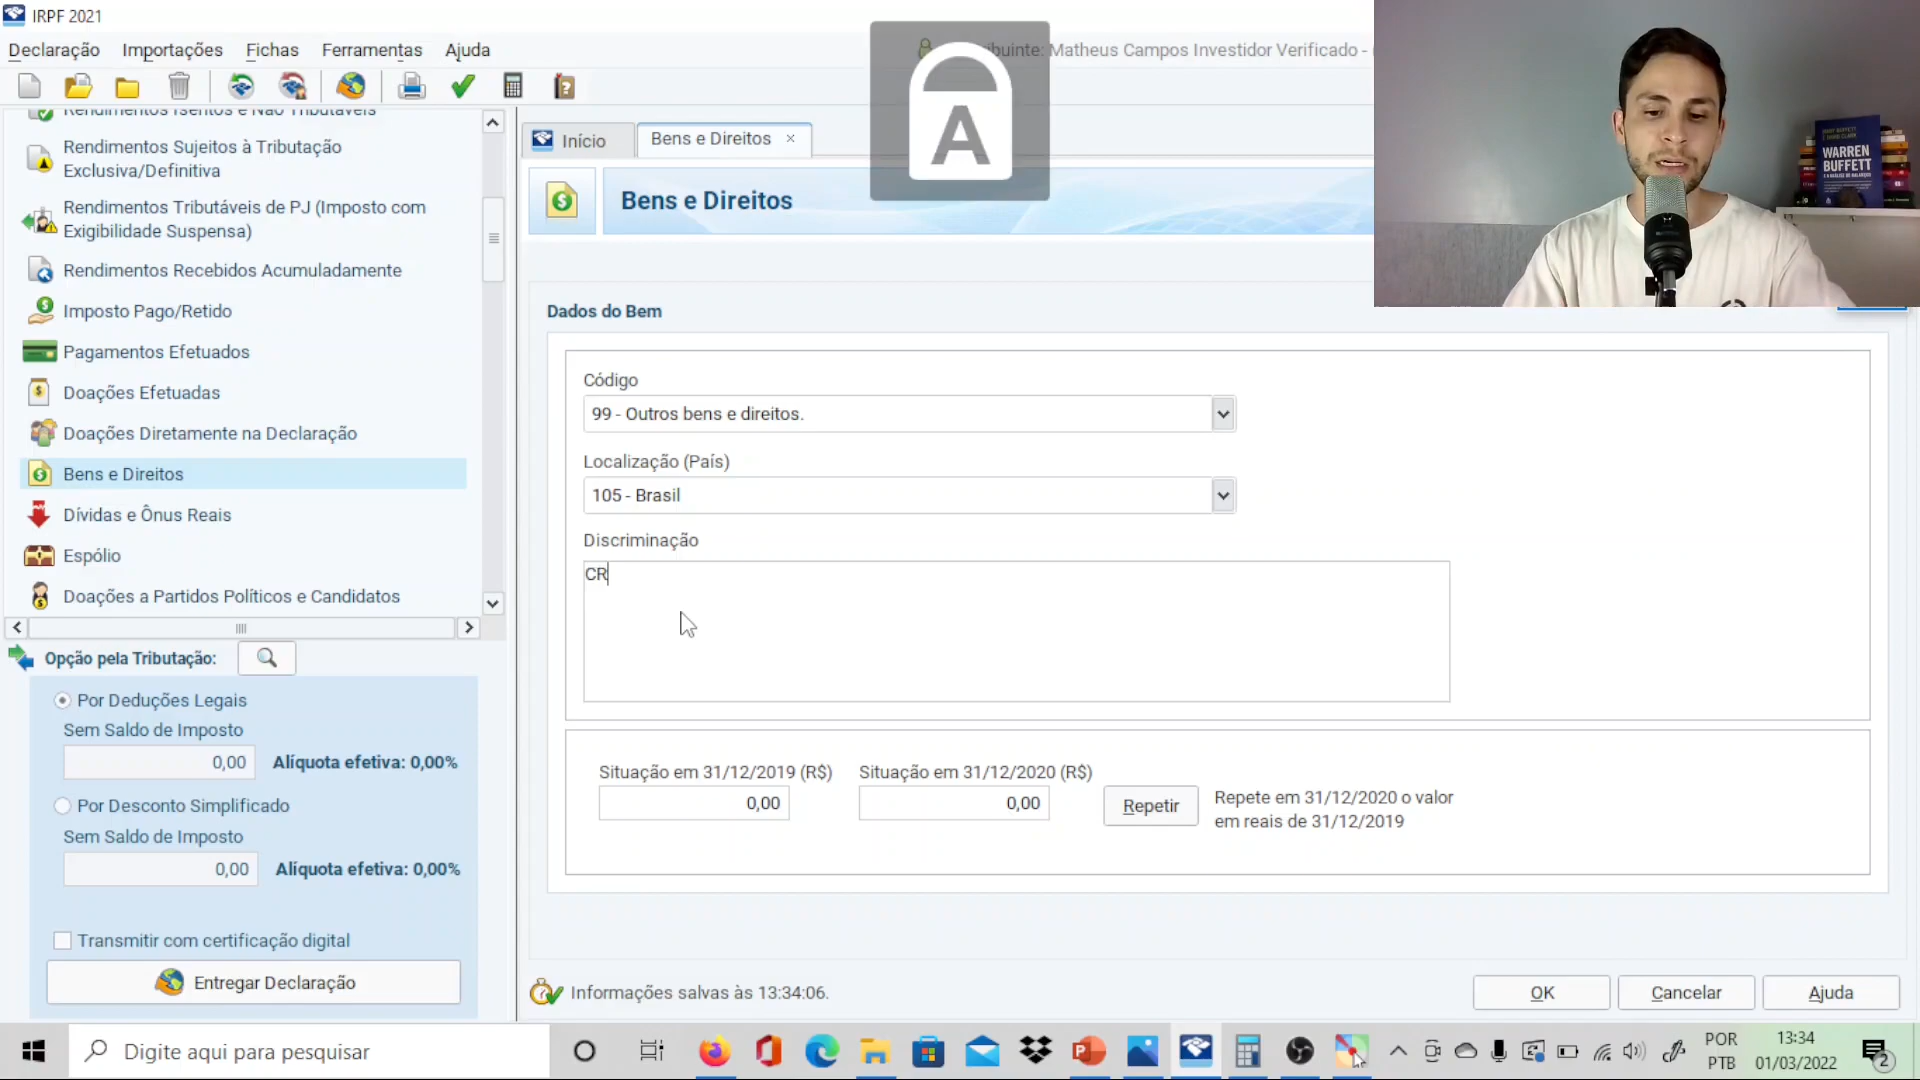 IRPF 2021
Declaração Importações Fichas Ferramentas Ajuda
ibuinte: Matheus Campos Investidor Verificado -
A
Rendimentos Isentos e Não Tributáveis
Rendimentos Sujeitos à Tributação
Exclusiva/Definitiva
Rendimentos Tributáveis de PJ (Imposto com
Exigibilidade Suspensa)
Rendimentos Recebidos Acumuladamente
Imposto Pago/Retido
Pagamentos Efetuados
Doações Efetuadas
Doações Diretamente na Declaração
Bens e Direitos
Dívidas e Ônus Reais
Espólio
Doações a Partidos Políticos e Candidatos
Opção pela Tributação:
Por Deduções Legais
Sem Saldo de Imposto
0,00 Alíquota efetiva: 0,00%
Por Desconto Simplificado
Sem Saldo de Imposto
0,00 Alíquota efetiva: 0,00%
Transmitir com certificação digital
Entregar Declaração
Início
Bens e Direitos ×
Bens e Direitos
WARREN
BUFFETT
Dados do Bem
Código
99 - Outros bens e direitos.
Localização (País)
105 - Brasil
Discriminação
CR
Situação em 31/12/2019 (R$) Situação em 31/12/2020 (R$)
0,00 0,00
Repetir
Repete em 31/12/2020 o valor
em reais de 31/12/2019
Informações salvas às 13:34:06.
OK Cancelar Ajuda
Digite aqui para pesquisar
POR
PTB
13:34
01/03/2022
2